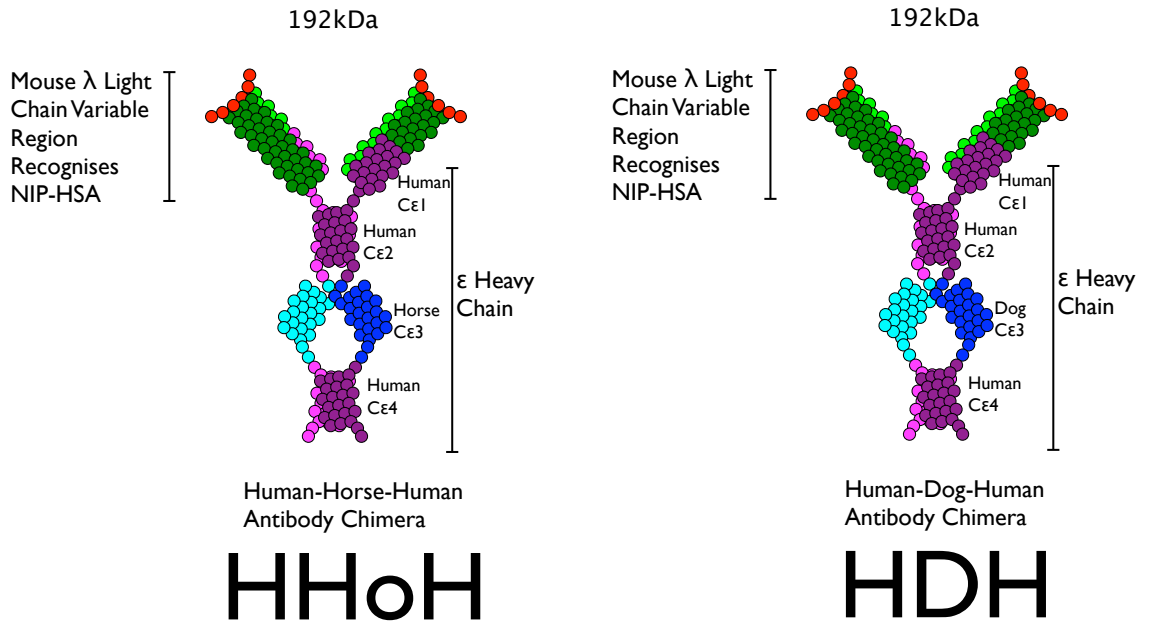 192kDa
Mouse λ Light
Chain Variable
Region
Recognises
NIP-HSA
Human
Cε1
Human
Cε2
ε Heavy
Chain
Horse
Cε3
Human
Cε4
Human-Horse-Human
Antibody Chimera
HHoH
192kDa
Mouse λ Light
Chain Variable
Region
Recognises
NIP-HSA
Human
Cε1
Human
Cε2
ε Heavy
Chain
Dog
Cε3
Human
Cε4
Human-Dog-Human
Antibody Chimera
HDH